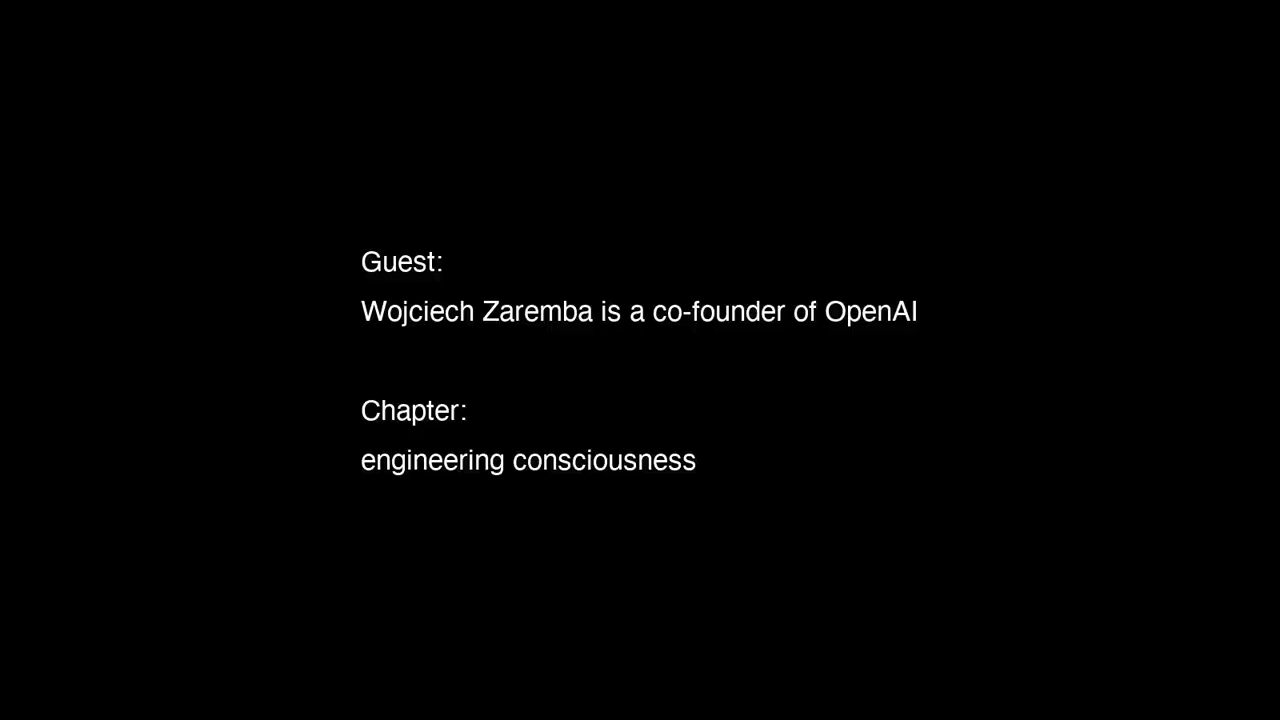 Guest:
Wojciech Zaremba is a co-founder of OpenAI
Chapter:
engineering consciousness